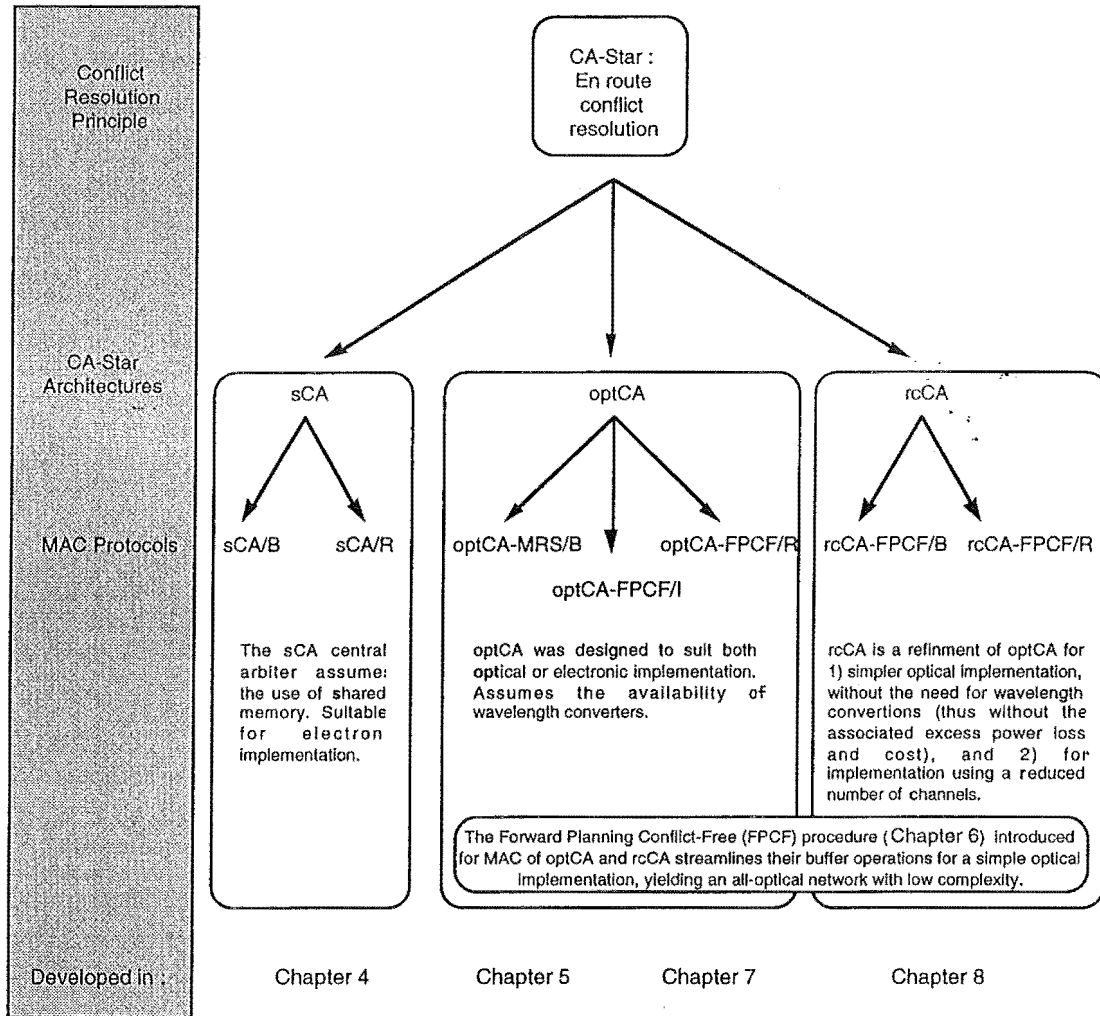 Conflict
Resolution
Principle
CA-Star :
En route
conflict
resolution
CA-Star
Architectures
sCA
optCA
rcCA
MAC Protocols
sCA/B
sCA/R
optCA-MRS/B
optCA-FPCF/R
optCA-FPCF/I
rcCA-FPCF/B
rcCA-FPCF/R
The sCA central
arbiter assumes
the use of shared
memory. Suitable
for electron
implementation.
optCA was designed to suit both
optical or electronic implementation.
Assumes the availability of
wavelength converters.
rcCA is a refinement of optCA for
1) simpler optical implementation,
without the need for wavelength
convertions (thus without the
associated excess power loss
and cost), and 2) for
implementation using a reduced
number of channels.
The Forward Planning Conflict-Free (FPCF) procedure (Chapter 6) introduced
for MAC of optCA and rcCA streamlines their buffer operations for a simple optical
implementation, yielding an all-optical network with low complexity.
Developed in :
Chapter 4
Chapter 5
Chapter 7
Chapter 8